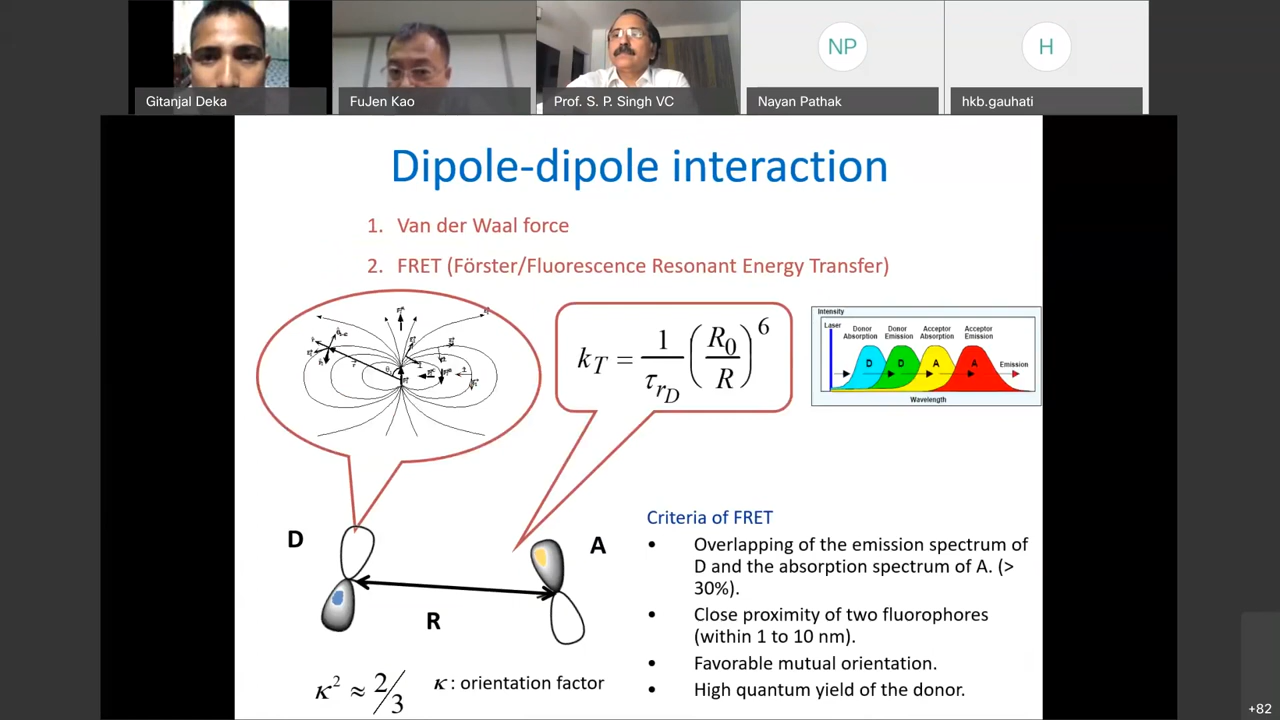 NP
H
Gitanjal Deka
FuJen Kao
Prof. S. P. Singh VC
Nayan Pathak
hkb.gauhati
Dipole-dipole interaction
1. Van der Waal force
2. FRET (Förster/Fluorescence Resonant Energy Transfer)
k_T = 1/τ_{r_D} (R_0/R)^6
Intensity
Laser
Donor Absorption
Donor Emission
Acceptor Absorption
Acceptor Emission
D
D
A
A
Emission
Wavelength
D
A
R
κ² ≈ 2/3
κ : orientation factor
Criteria of FRET
• Overlapping of the emission spectrum of
D and the absorption spectrum of A. (>
30%).
• Close proximity of two fluorophores
(within 1 to 10 nm).
• Favorable mutual orientation.
• High quantum yield of the donor.
+82